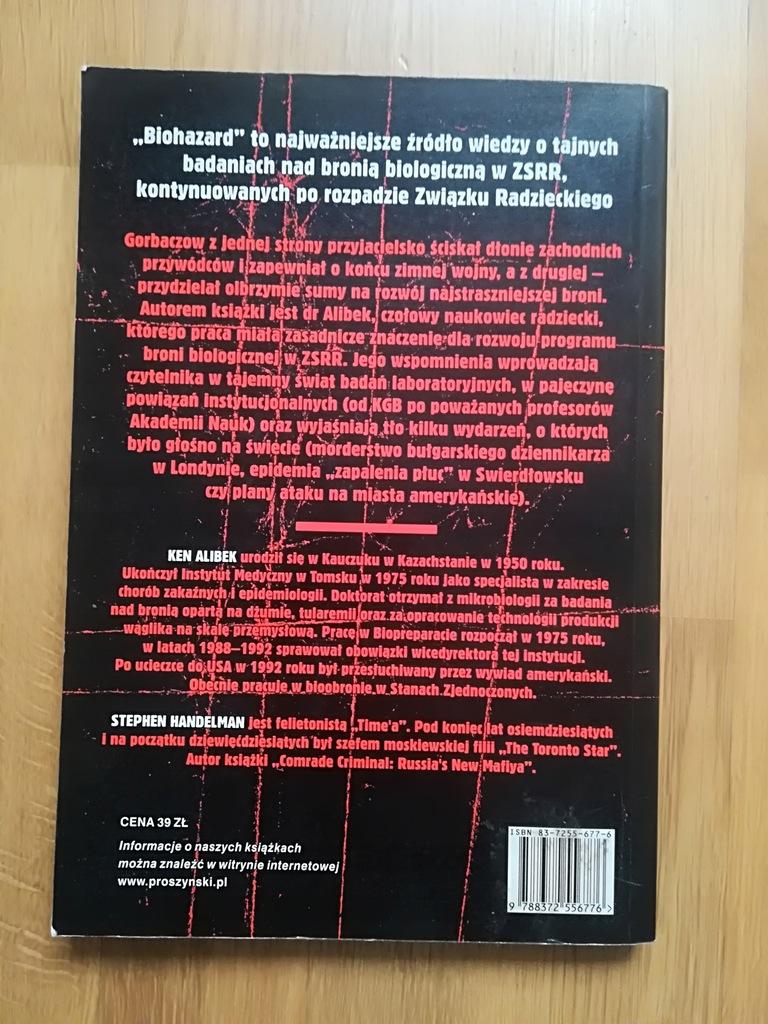 „Biohazard” to najważniejsze źródło wiedzy o tajnych
badaniach nad bronią biologiczną w ZSRR,
kontynuowanych po rozpadzie Związku Radzieckiego
Gorbaczow z jednej strony przyjacielsko ściskał dłonie zachodnich
przywódców i zapewniał o końcu zimnej wojny, a z drugiej —
przydzielał olbrzymie sumy na rozwój najstraszniejszej broni.
Autorem książki jest dr Alibek, czołowy naukowiec radziecki,
którego praca miała zasadnicze znaczenie dla rozwoju programu
broni biologicznej w ZSRR. Jego wspomnienia wprowadzają
czytelnika w tajemny świat badań laboratoryjnych, w pajęczynę
powiązań instytucjonalnych (od KGB po poważanych profesorów
Akademii Nauk) oraz wyjaśniają tło kilku wydarzeń, o których
było głośno na świecie (morderstwo bułgarskiego dziennikarza
w Londynie, epidemia „zapalenia płuc” w Swierdłowsku
czy plany ataku na miasta amerykańskie).
KEN ALIBEK urodził się w Kauczuku w Kazachstanie w 1950 roku.
Ukończył Instytut Medyczny w Tomsku w 1975 roku jako specjalista w zakresie
chorób zakaźnych i epidemiologii. Doktorat otrzymał z mikrobiologii za badania
nad bronią opartą na dżumie, tularemii oraz za opracowanie technologii produkcji
wąglika na skalę przemysłową. Pracę w Biopreparacie rozpoczął w 1975 roku,
w latach 1988–1992 sprawował obowiązki wicedyrektora tej instytucji.
Po ucieczce do USA w 1992 roku był przesłuchiwany przez wywiad amerykański.
Obecnie pracuje w bioobronie w Stanach Zjednoczonych.
STEPHEN HANDELMAN jest felietonistą „Time'a”. Pod koniec lat osiemdziesiątych
i na początku dziewięćdziesiątych był szefem moskiewskiej filii „The Toronto Star”.
Autor książki „Comrade Criminal: Russia's New Mafiya”.
CENA 39 ZŁ
Informacje o naszych książkach
można znaleźć w witrynie internetowej
www.proszynski.pl
ISBN 83-7255-677-6
9 788372 556776 >